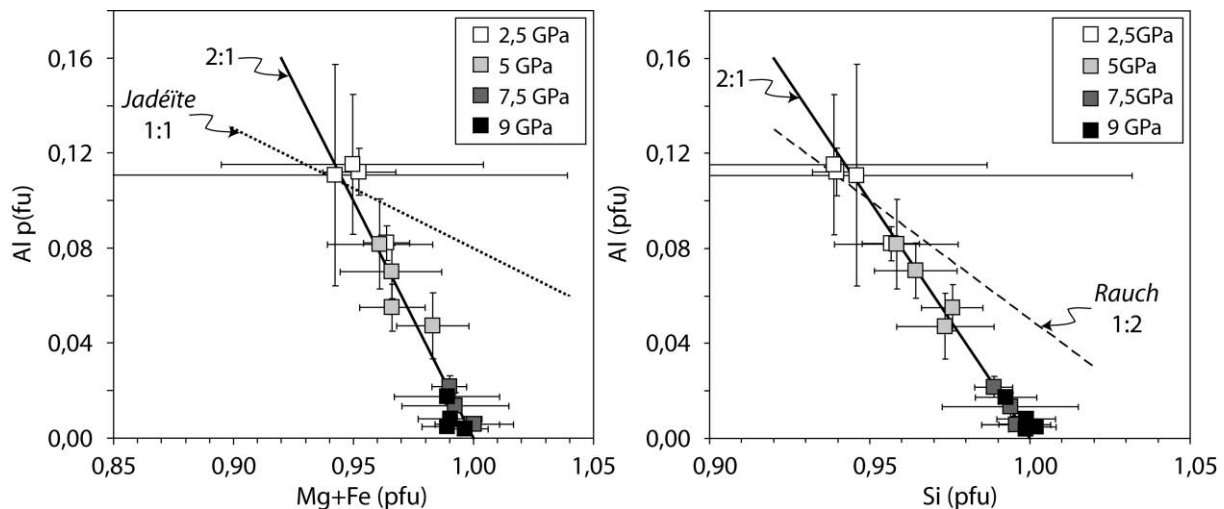 2,5 GPa
5 GPa
7,5 GPa
9 GPa
2:1
Jadéïte
1:1
0,16
0,12
0,08
0,04
0,00
Al p(fu)
0,85 0,90 0,95 1,00 1,05
Mg+Fe (pfu)
2,5 GPa
5GPa
7,5GPa
9 GPa
2:1
Rauch
1:2
0,16
0,12
0,08
0,04
0,00
Al (pfu)
0,90 0,95 1,00 1,05
Si (pfu)